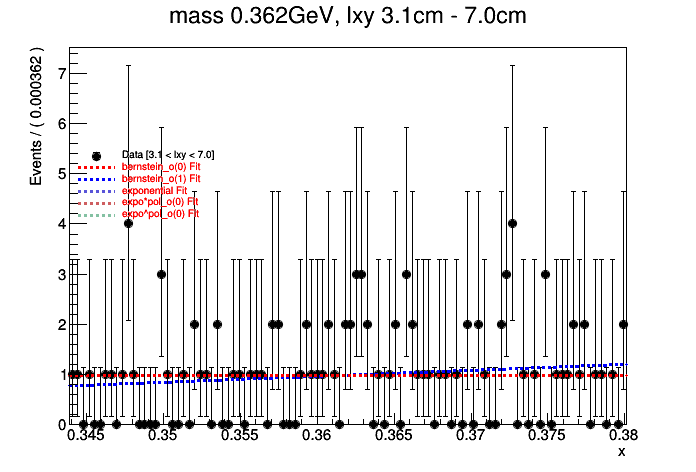 mass 0.362GeV, lxy 3.1cm - 7.0cm
Events / ( 0.000362 )
7
6
5
4
3
2
1
0
Data [3.1 < lxy < 7.0]
bernstein_o(0) Fit
bernstein_o(1) Fit
exponential Fit
expo*pol_o(0) Fit
expo^pol_o(0) Fit
0.345 0.35 0.355 0.36 0.365 0.37 0.375 0.38
x